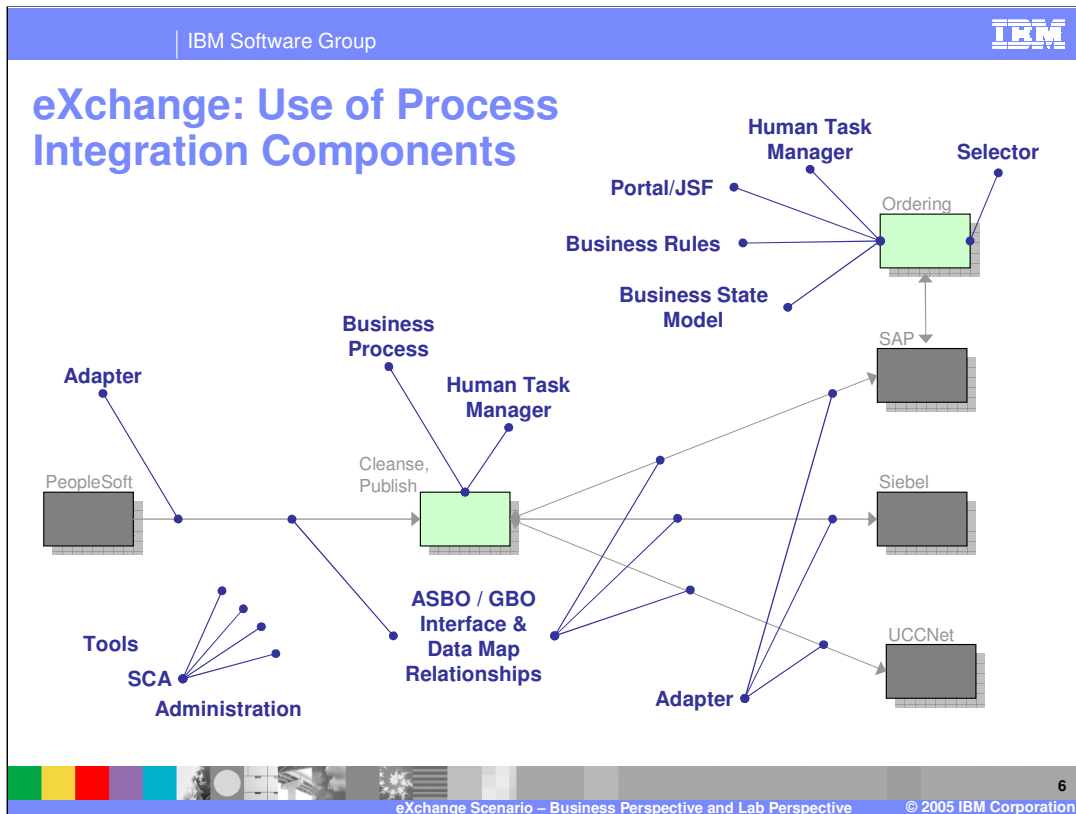 IBM Software Group
IBM
eXchange: Use of Process
Integration Components
Human Task
Manager
Selector
Portal/JSF
Ordering
Business Rules
Business State
Model
Business
Process
SAP
Adapter
Human Task
Manager
Cleanse,
Publish
PeopleSoft
Siebel
ASBO / GBO
Interface &
Data Map
Relationships
Tools
SCA
Administration
UCCNet
Adapter
6
eXchange Scenario – Business Perspective and Lab Perspective
© 2005 IBM Corporation